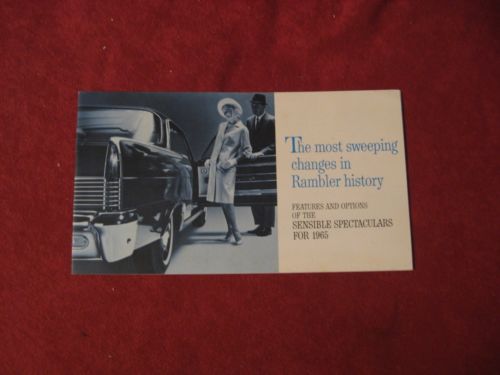 The most sweeping
changes in
Rambler history
FEATURES AND OPTIONS
OF THE
SENSIBLE SPECTACULARS
FOR 1965